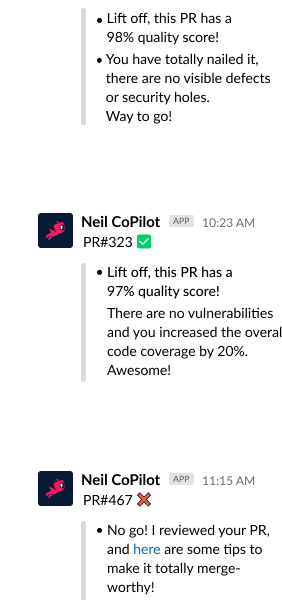 • Lift off, this PR has a
98% quality score!
• You have totally nailed it,
there are no visible defects
or security holes.
Way to go!
Neil CoPilot APP 10:23 AM
PR#323 ✅
• Lift off, this PR has a
97% quality score!
There are no vulnerabilities
and you increased the overal
code coverage by 20%.
Awesome!
Neil CoPilot APP 11:15 AM
PR#467 ❌
• No go! I reviewed your PR,
and here are some tips to
make it totally merge-
worthy!